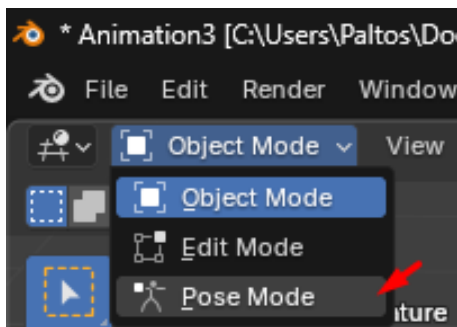 * Animation3 [C:\Users\Paltos\Do
File Edit Render Window
Object Mode View
Object Mode
Edit Mode
Pose Mode
ture